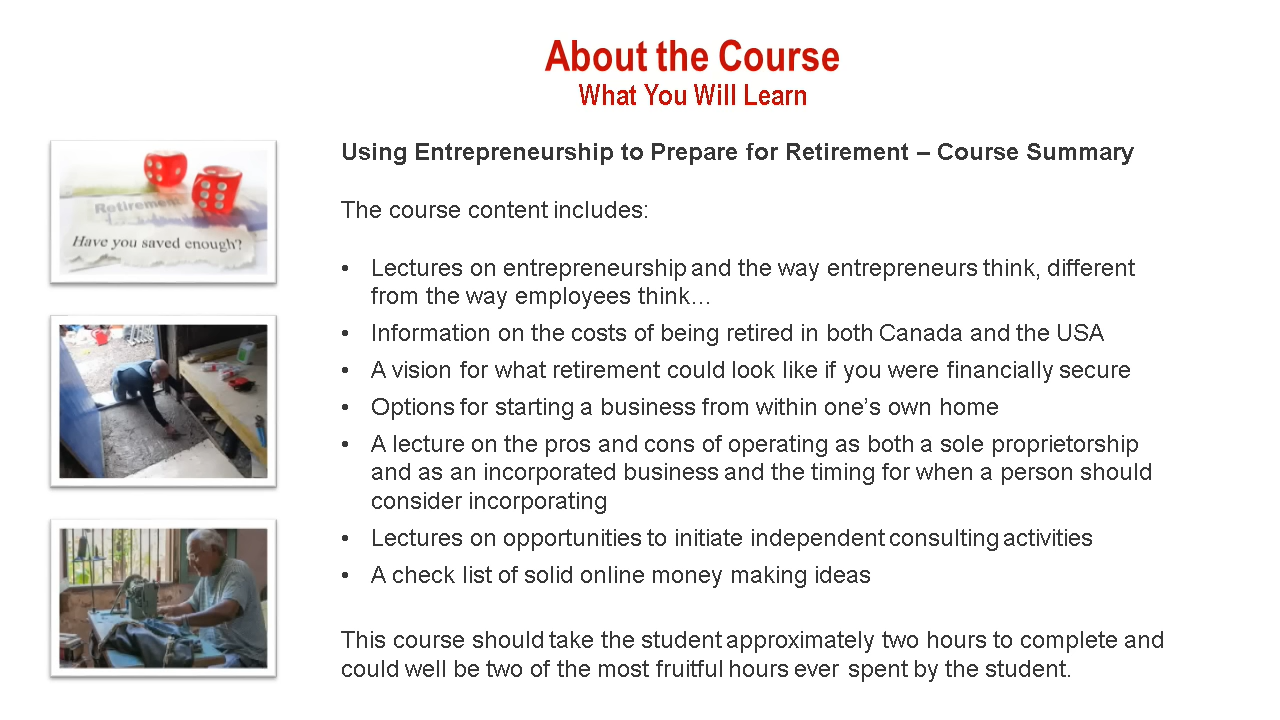 About the Course
What You Will Learn
Retirement
Have you saved enough?
Using Entrepreneurship to Prepare for Retirement – Course Summary
The course content includes:
• Lectures on entrepreneurship and the way entrepreneurs think, different
from the way employees think…
• Information on the costs of being retired in both Canada and the USA
• A vision for what retirement could look like if you were financially secure
• Options for starting a business from within one’s own home
• A lecture on the pros and cons of operating as both a sole proprietorship
and as an incorporated business and the timing for when a person should
consider incorporating
• Lectures on opportunities to initiate independent consulting activities
• A check list of solid online money making ideas
This course should take the student approximately two hours to complete and
could well be two of the most fruitful hours ever spent by the student.